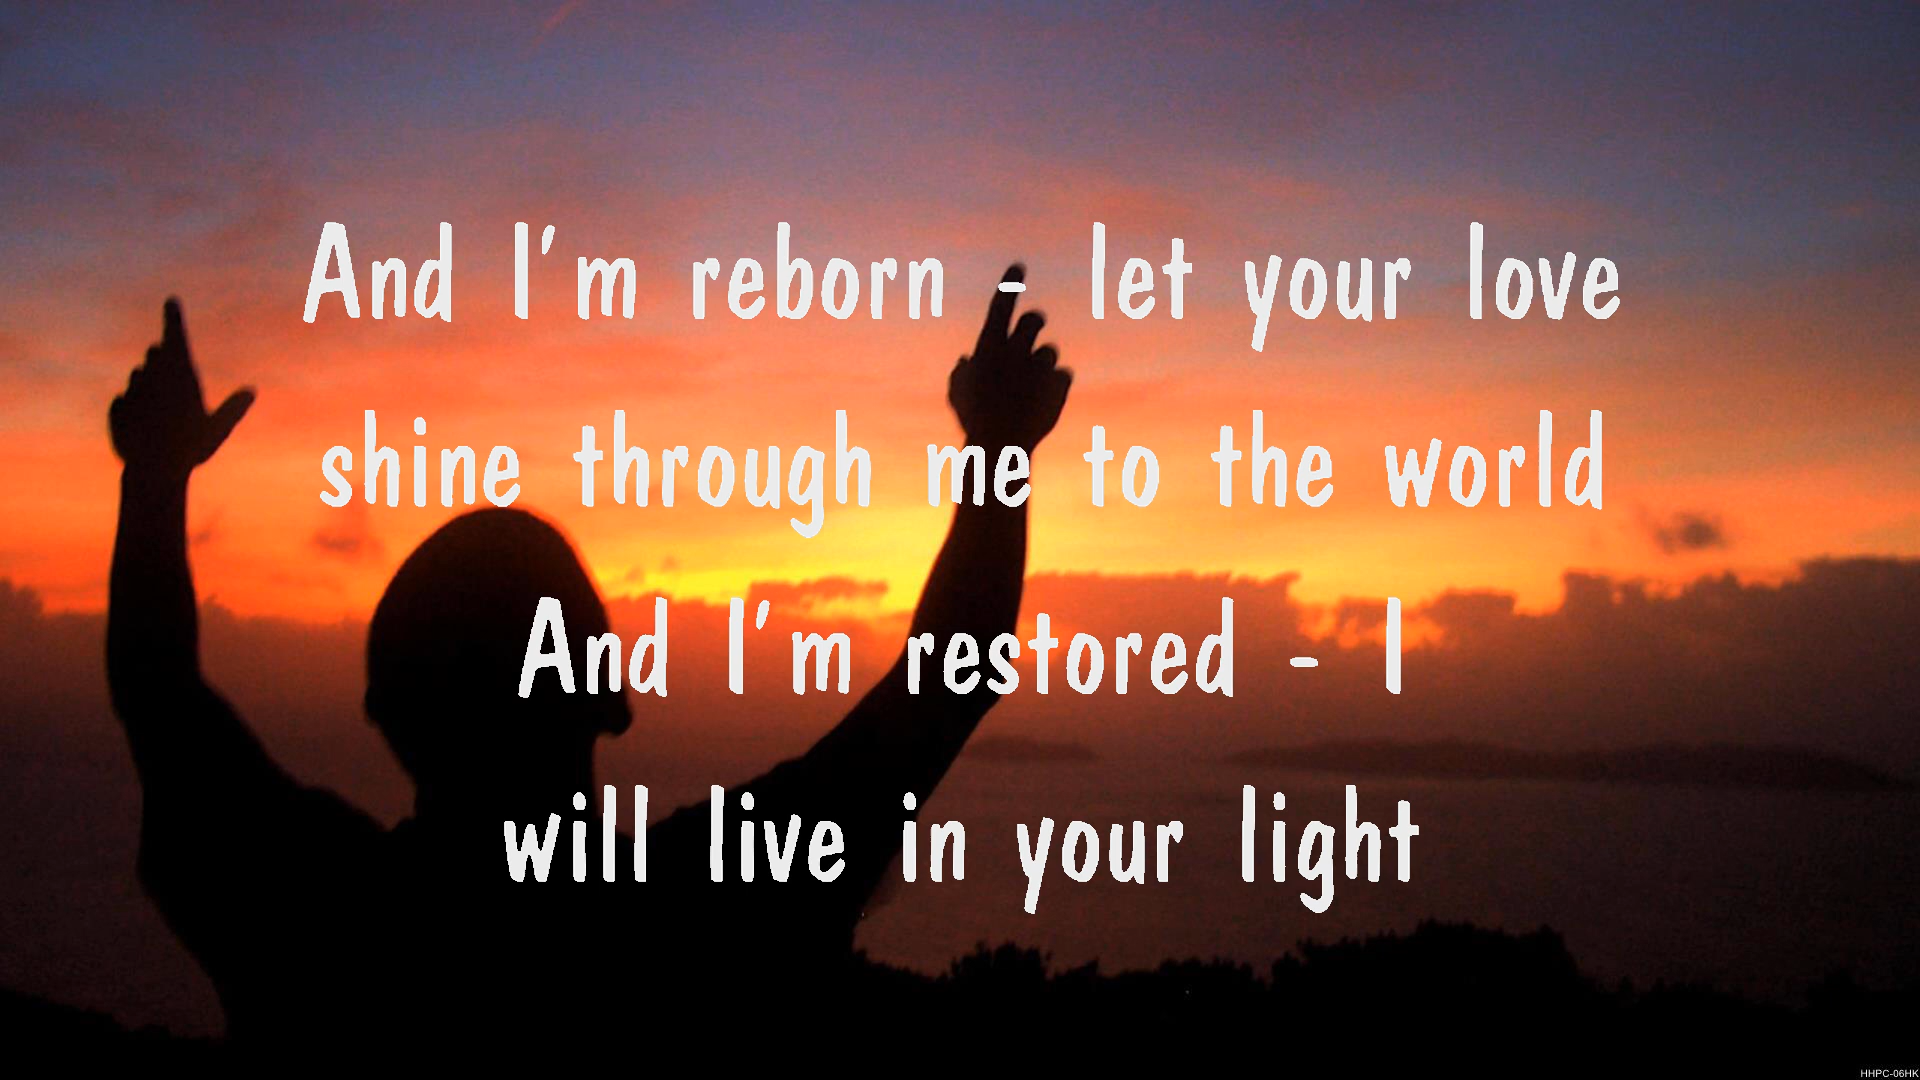 And I'm reborn - let your love
shine through me to the world
And I'm restored - I
will live in your light
HHPC-06HK